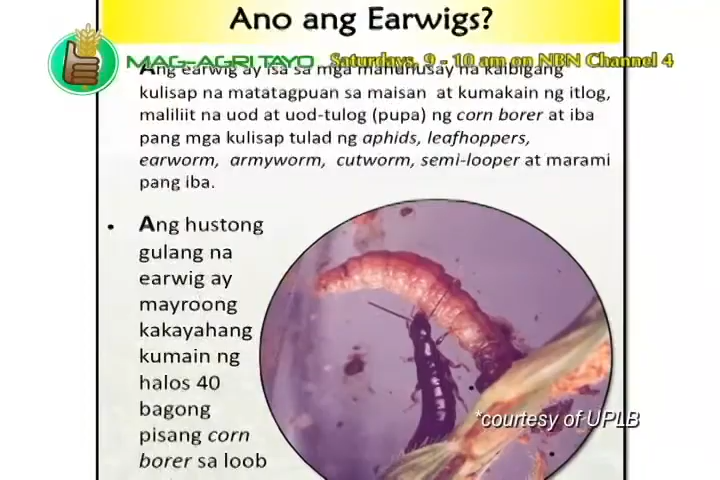 Ano ang Earwigs?
MAG-AGRI TAYO Saturdays, 9 - 10 am on NBN Channel 4
Ang earwig ay isa sa mga mahuhusay na kaibigang
kulisap na matatagpuan sa maisan at kumakain ng itlog,
maliliit na uod at uod-tulog (pupa) ng corn borer at iba
pang mga kulisap tulad ng aphids, leafhoppers,
earworm, armyworm, cutworm, semi-looper at marami
pang iba.
• Ang hustong
gulang na
earwig ay
mayroong
kakayahang
kumain ng
halos 40
bagong
pisang corn
borer sa loob
*courtesy of UPLB